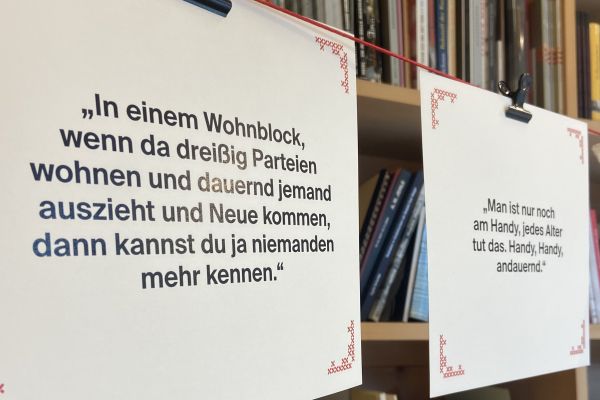 „In einem Wohnblock,
wenn da dreißig Parteien
wohnen und dauernd jemand
auszieht und Neue kommen,
dann kannst du ja niemanden
mehr kennen.“
„Man ist nur noch
am Handy, jedes Alter
tut das. Handy, Handy,
andauernd.“